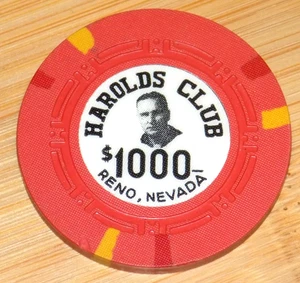 HAROLDS CLUB
$1000
RENO, NEVADA